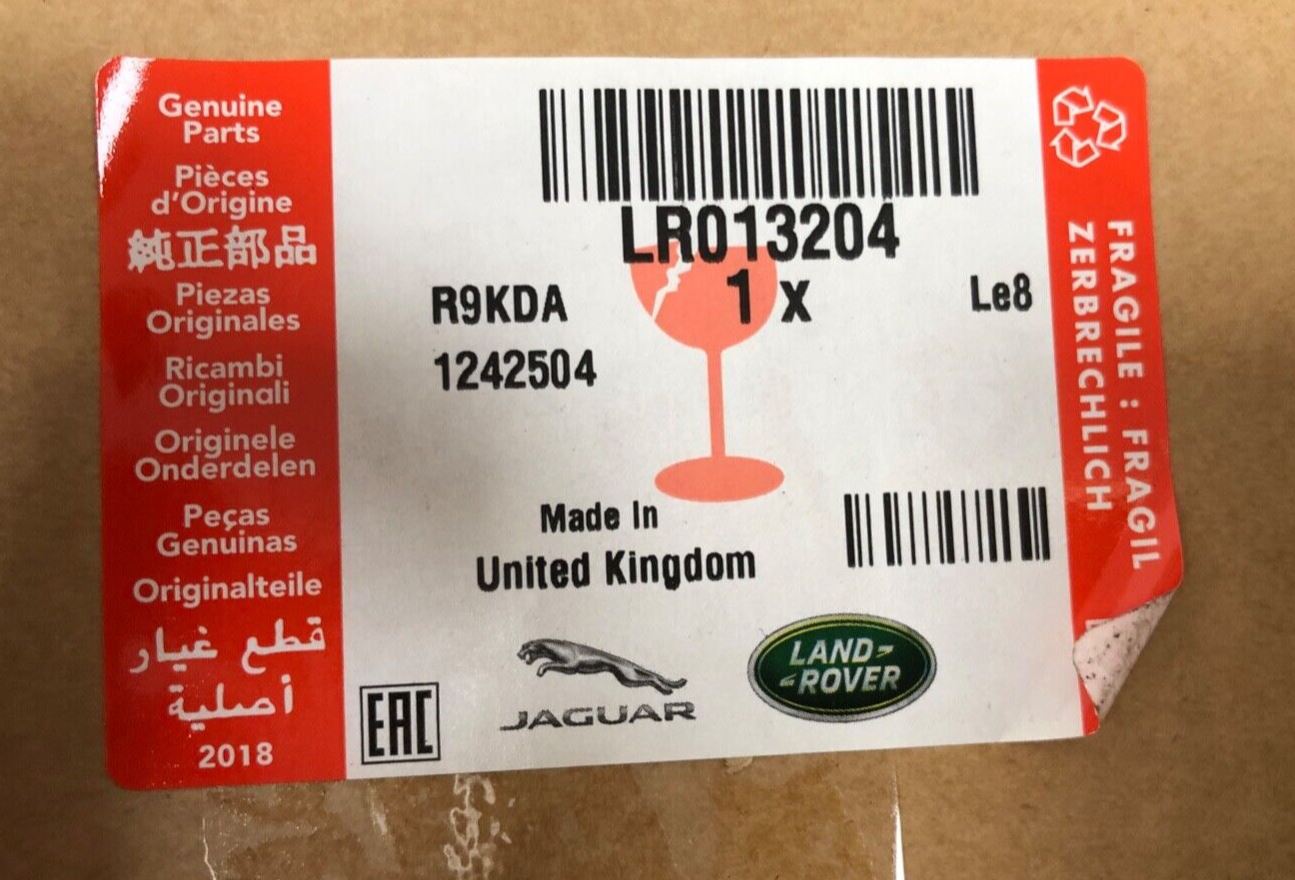 Genuine
Parts
Pièces
d'Origine
純正部品
Piezas
Originales
Ricambi
Originali
Originele
Onderdelen
Peças
Genuinas
Originalteile
قطع غيار
أصلية
2018
LR013204
R9KDA
1 x
Le8
1242504
Made In
United Kingdom
EAC
JAGUAR
LAND
ROVER
FRAGILE : FRAGIL
ZERBRECHLICH